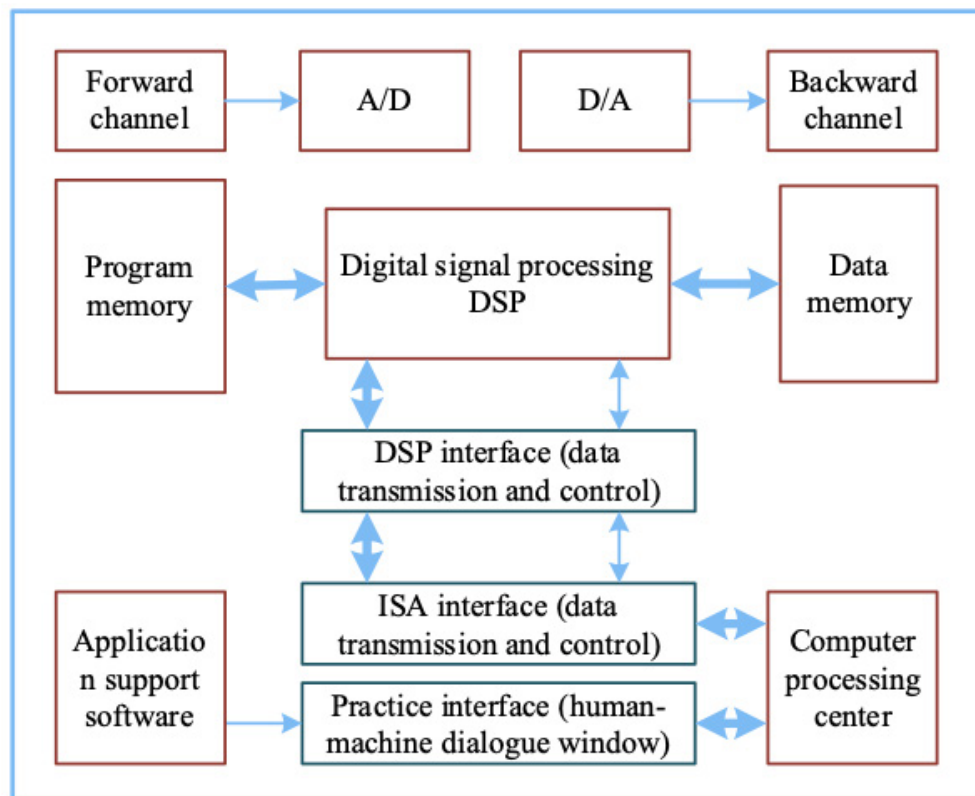 Forward
channel
A/D
D/A
Backward
channel
Program
memory
Digital signal processing
DSP
Data
memory
DSP interface (data
transmission and control)
ISA interface (data
transmission and control)
Applicatio
n support
software
Computer
processing
center
Practice interface (human-
machine dialogue window)